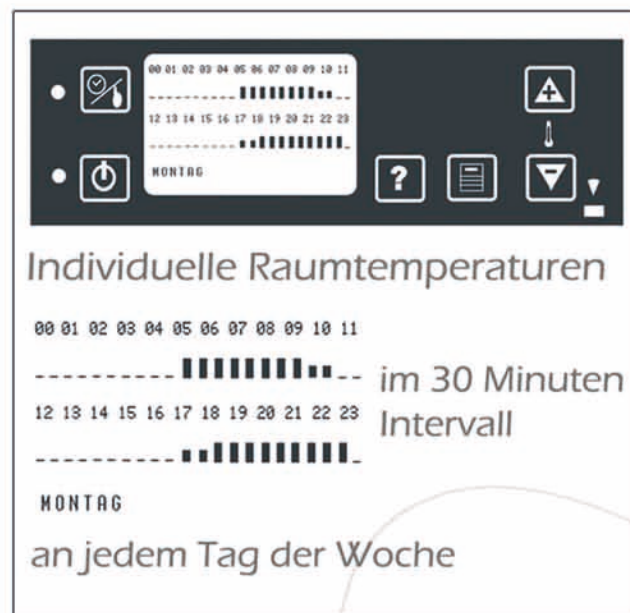 00 01 02 03 04 05 06 07 08 09 10 11
12 13 14 15 16 17 18 19 20 21 22 23
MONTAG
?
Individuelle Raumtemperaturen
00 01 02 03 04 05 06 07 08 09 10 11
im 30 Minuten
12 13 14 15 16 17 18 19 20 21 22 23
Intervall
MONTAG
an jedem Tag der Woche